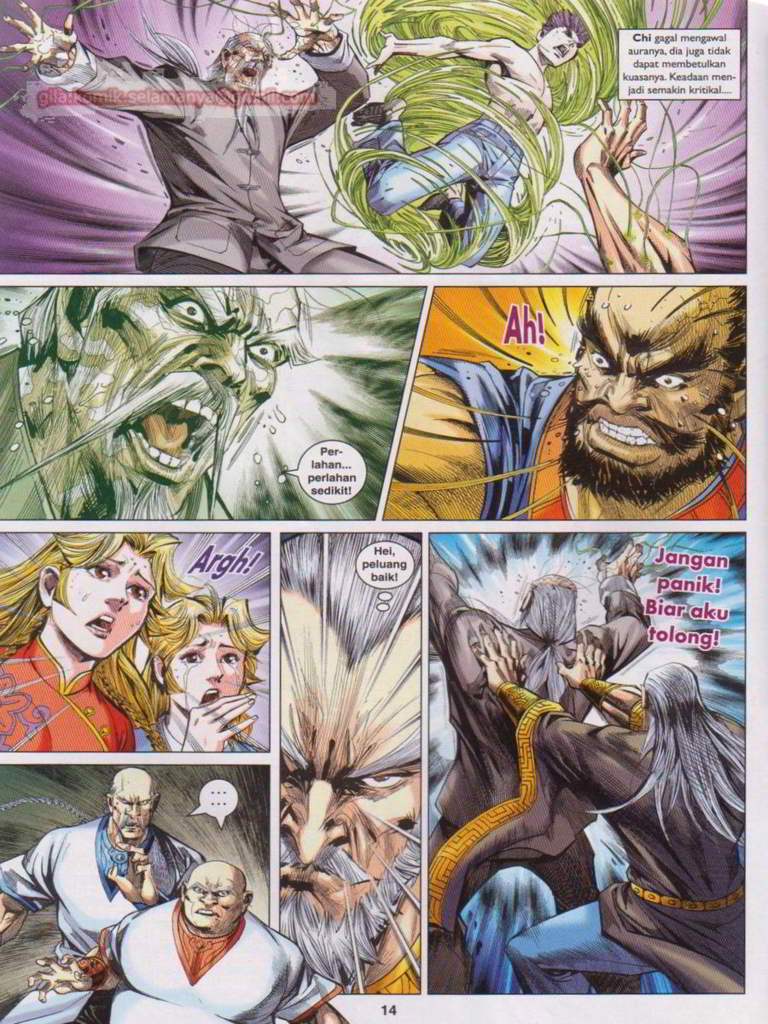 Chi gagal mengawal
auranya, dia juga tidak
dapat membetulkan
kuasanya. Keadaan men-
jadi semakin kritikal....
Per-
lahan...
perlahan
sedikit!
Ah!
Argh!
Hei,
peluang
baik!
Jangan
panik!
Biar aku
tolong!
...
...
14